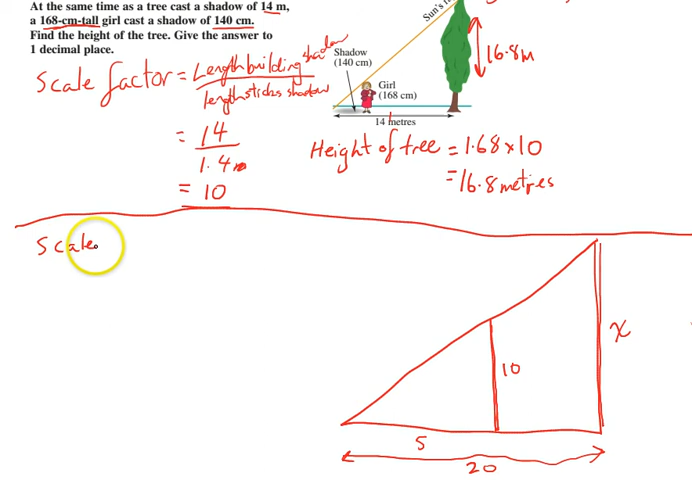 At the same time as a tree cast a shadow of 14 m,
a 168-cm-tall girl cast a shadow of 140 cm.
Find the height of the tree. Give the answer to
1 decimal place.
Sun's
Shadow
(140 cm)
Girl
(168 cm)
14 metres
16.8m
Scale factor = Length building shadow
length sticks shadow
= 14
1.4m
= 10
Height of tree = 1.68 x 10
= 16.8 metres
Scale
x
10
5
20